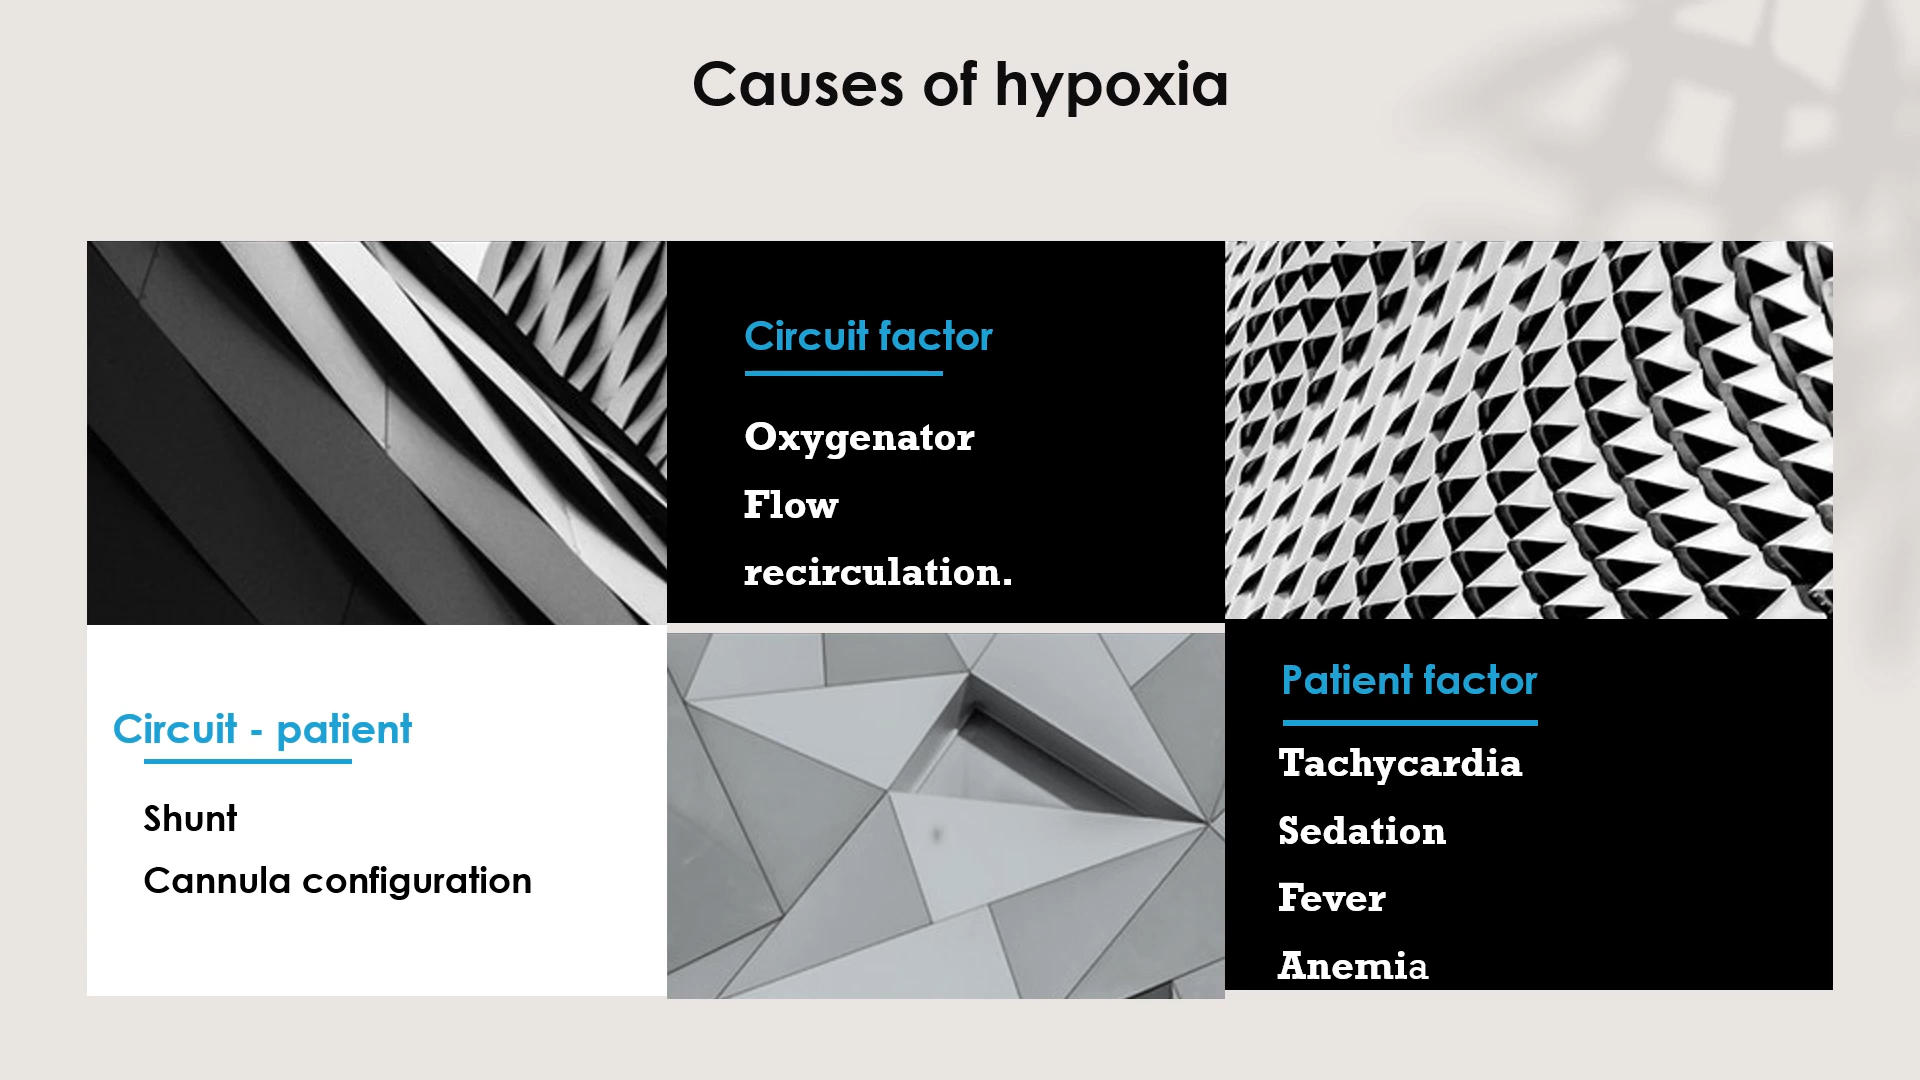 Causes of hypoxia
Circuit factor
Oxygenator
Flow
recirculation.
Circuit - patient
Shunt
Cannula configuration
Patient factor
Tachycardia
Sedation
Fever
Anemia